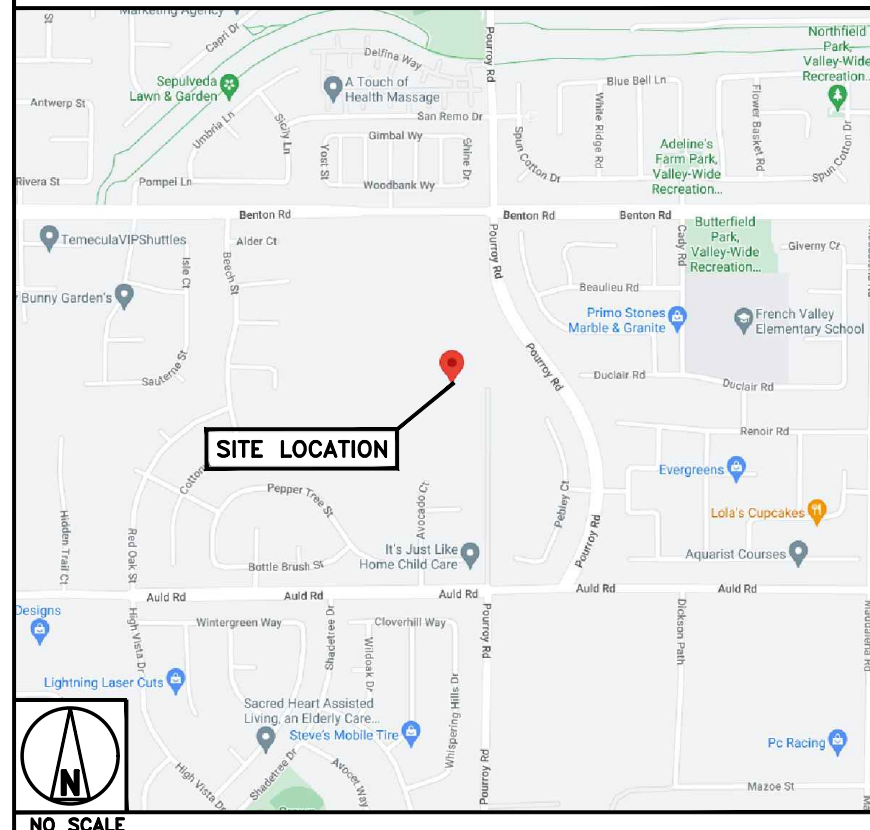 Marketing Agency
Capri Dr
St
Delfina Way
Pourroy Rd
Northfield
Park,
Valley-Wide
Recreation...
Sepulveda
Lawn & Garden
A Touch of
Health Massage
Blue Bell Ln
Antwerp St
Umbria Ln
Sicily Ln
San Remo Dr
White Ridge Rd
Flower Basket Rd
Spun Cotton Dr
Gimbal Wy
Yost St
Shine Dr
Spun Cotton Dr
Adeline's
Farm Park,
Valley-Wide
Recreation...
Rivera St
Pompei Ln
Woodbank Wy
Benton Rd
Benton Rd
Benton Rd
TemeculaVIPShuttles
Alder Ct
Isle Ct
Beech St
Pourroy Rd
Cady Rd
Butterfield
Park,
Valley-Wide
Recreation...
Giverny Cr
Bunny Garden's
Beaulieu Rd
Primo Stones
Marble & Granite
French Valley
Elementary School
Sauterne St
Pourroy Rd
Duclair Rd
Duclair Rd
SITE LOCATION
Renoir Rd
Cotton
Evergreens
Pepper Tree St
Avocado Ct
Pebley Ct
Lola's Cupcakes
Hidden Trail Ct
Red Oak St
Bottle Brush St
It's Just Like
Home Child Care
Pourroy Rd
Aquarist Courses
Auld Rd
Auld Rd
Auld Rd
Auld Rd
Auld Rd
Designs
High Vista Dr
Wintergreen Way
Shadetree Dr
Cloverhill Way
Pourroy Rd
Dickson Path
Wildoak Dr
Whispering Hills Dr
Lightning Laser Cuts
Sacred Heart Assisted
Living, an Elderly Care...
Steve's Mobile Tire
Pc Racing
High Vista Dr
Shadetree Dr
Avocet Way
Pourroy Rd
Mazoe St
N
NO SCALE